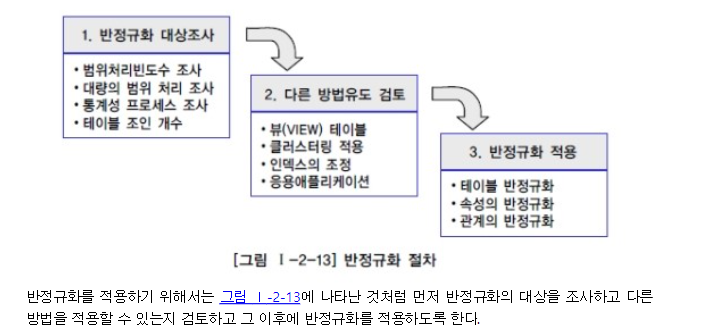 1. 반정규화 대상조사
• 범위처리빈도수 조사
• 대량의 범위 처리 조사
• 통계성 프로세스 조사
• 테이블 조인 개수
2. 다른 방법유도 검토
• 뷰(VIEW) 테이블
• 클러스터링 적용
• 인덱스의 조정
• 응용애플리케이션
3. 반정규화 적용
• 테이블 반정규화
• 속성의 반정규화
• 관계의 반정규화
[그림 Ⅰ-2-13] 반정규화 절차
반정규화를 적용하기 위해서는 그림 Ⅰ-2-13에 나타난 것처럼 먼저 반정규화의 대상을 조사하고 다른
방법을 적용할 수 있는지 검토하고 그 이후에 반정규화를 적용하도록 한다.